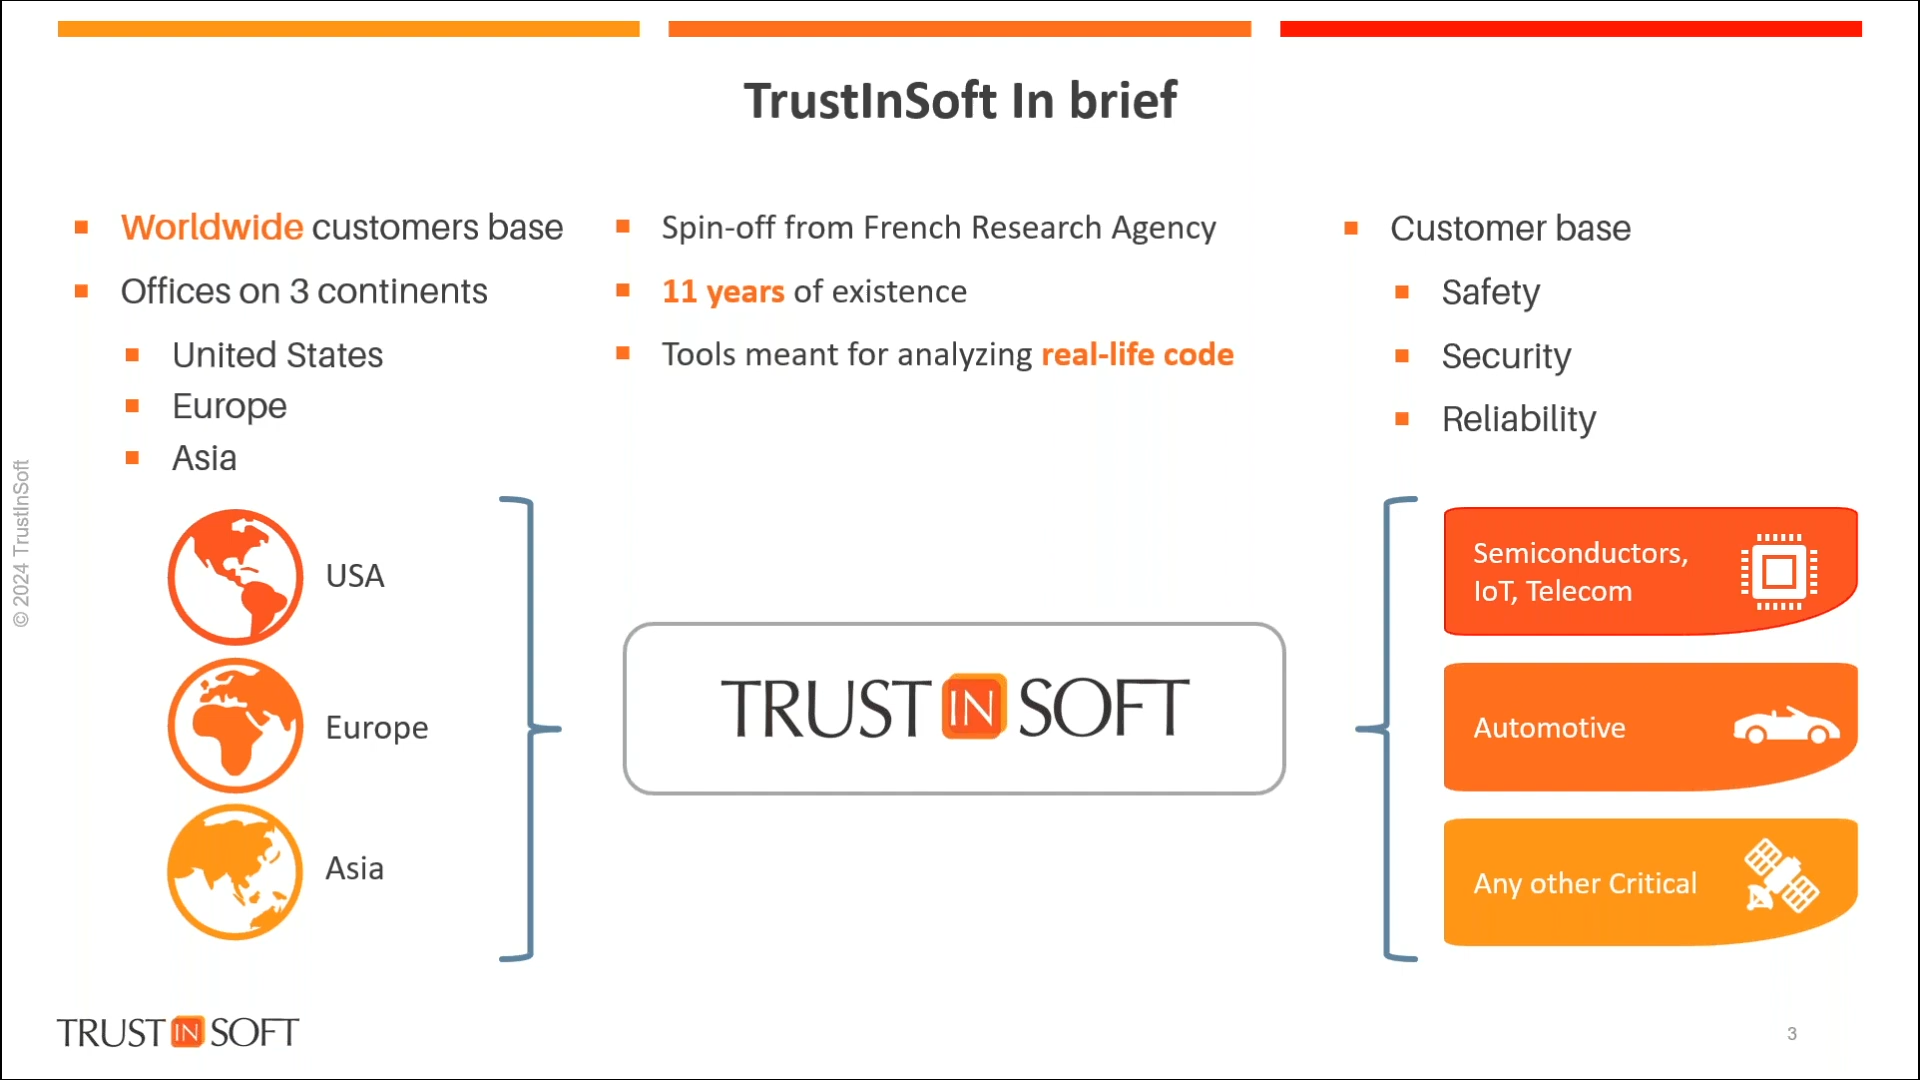 TrustInSoft In brief
Worldwide customers base
Offices on 3 continents
United States
Europe
Asia
Spin-off from French Research Agency
11 years of existence
Tools meant for analyzing real-life code
Customer base
Safety
Security
Reliability
© 2024 TrustInSoft
USA
Europe
Asia
TRUST IN SOFT
Semiconductors,
IoT, Telecom
Automotive
Any other Critical
TRUST IN SOFT
3